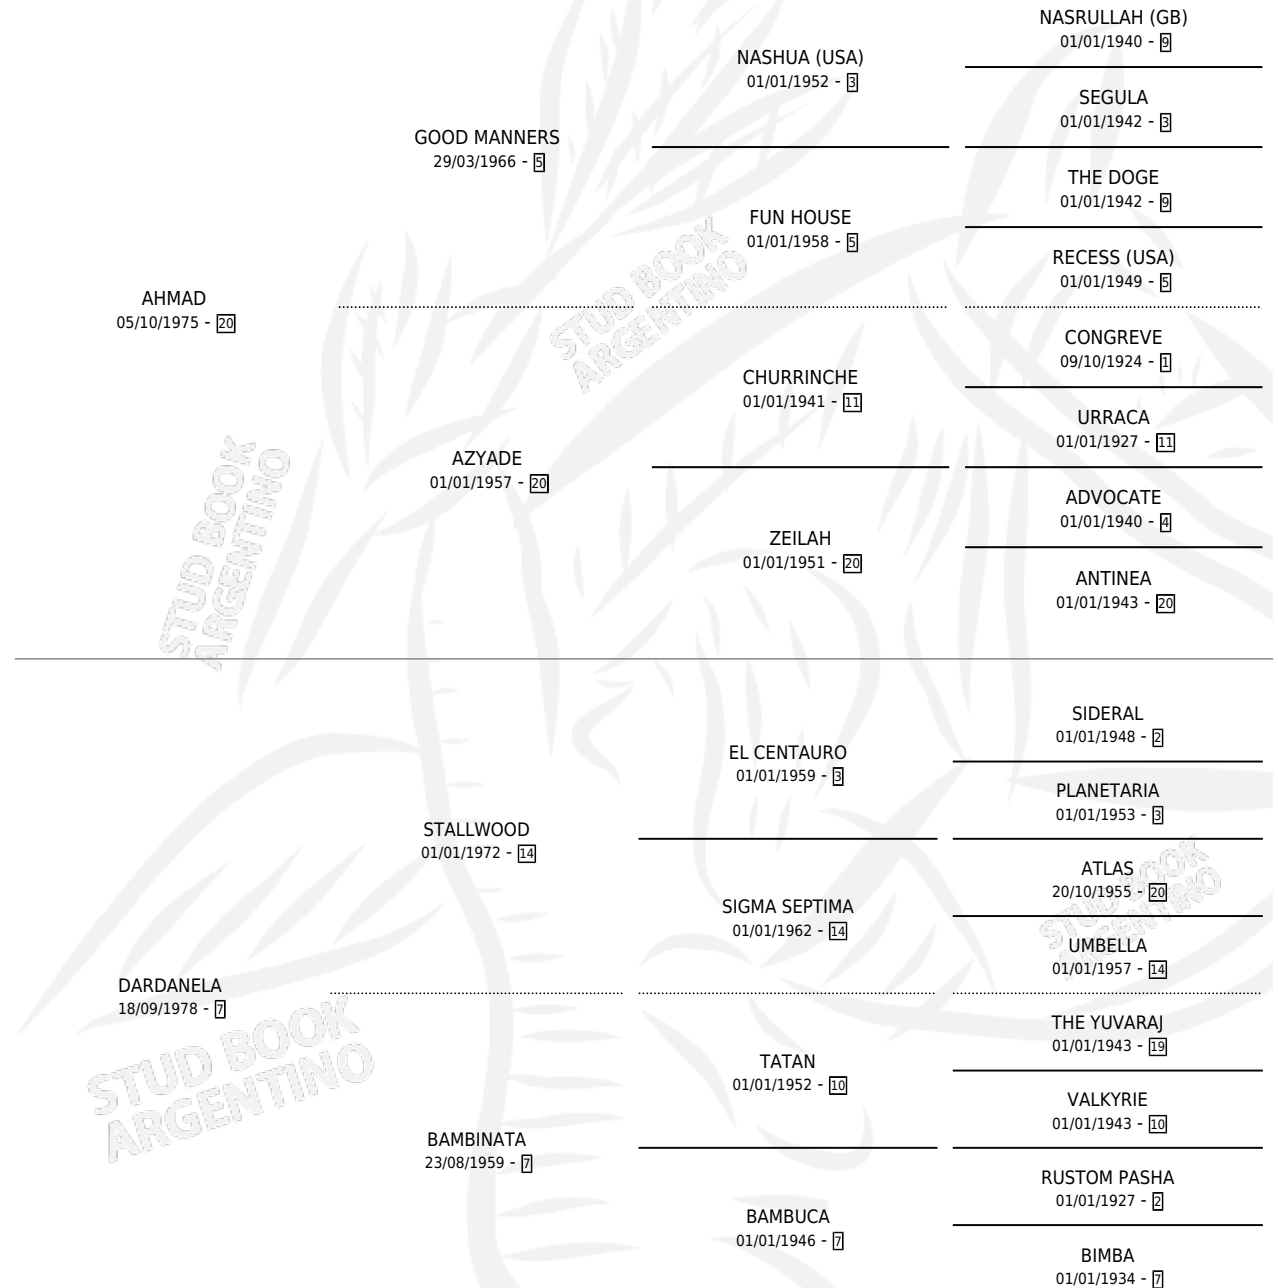 NASRULLAH (GB)
01/01/1940 - 9
NASHUA (USA)
01/01/1952 - 3
SEGULA
01/01/1942 - 3
GOOD MANNERS
29/03/1966 - 5
THE DOGE
01/01/1942 - 9
FUN HOUSE
01/01/1958 - 5
RECESS (USA)
01/01/1949 - 5
AHMAD
05/10/1975 - 20
CONGREVE
09/10/1924 - 1
CHURRINCHE
01/01/1941 - 11
URRACA
01/01/1927 - 11
AZYADE
01/01/1957 - 20
ADVOCATE
01/01/1940 - 4
ZEILAH
01/01/1951 - 20
ANTINEA
01/01/1943 - 20
STUD BOOK
ARGENTINO
STUD BOOK
ARGENTINO
SIDERAL
01/01/1948 - 2
EL CENTAURO
01/01/1959 - 3
PLANETARIA
01/01/1953 - 3
STALLWOOD
01/01/1972 - 14
ATLAS
20/10/1955 - 20
SIGMA SEPTIMA
01/01/1962 - 14
UMBELLA
01/01/1957 - 14
DARDANELA
18/09/1978 - 7
THE YUVARAJ
01/01/1943 - 19
TATAN
01/01/1952 - 10
VALKYRIE
01/01/1943 - 10
BAMBINATA
23/08/1959 - 7
RUSTOM PASHA
01/01/1927 - 2
BAMBUCA
01/01/1946 - 7
BIMBA
01/01/1934 - 7
STUD BOOK
ARGENTINO
STUD BOOK
ARGENTINO